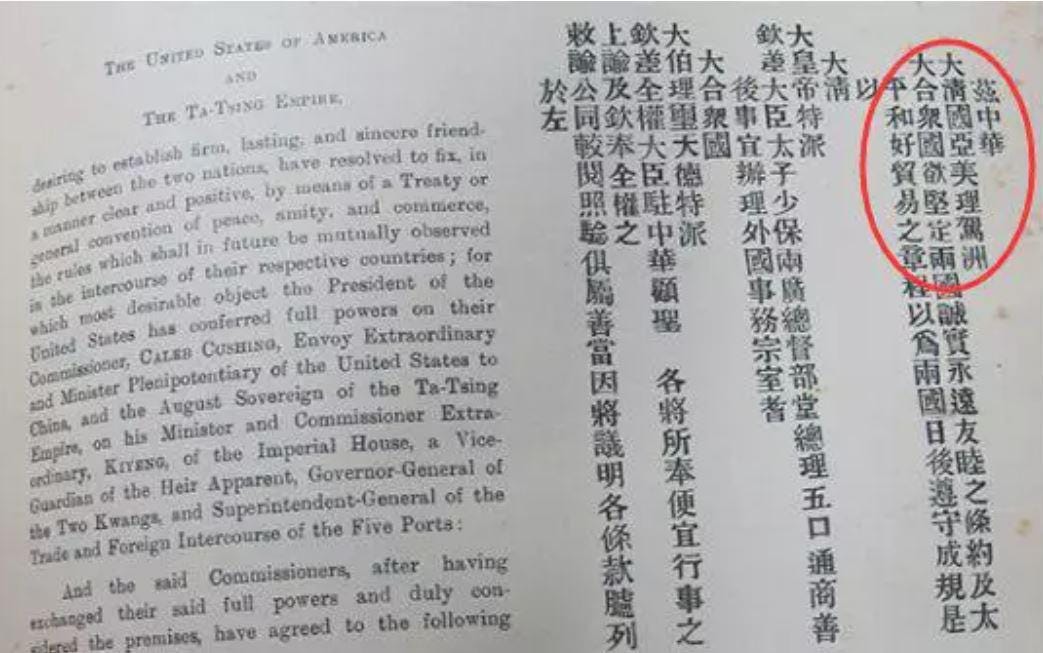 THE UNITED STATES OF AMERICA
AND
THE TA-TSING EMPIRE,
desiring to establish firm, lasting, and sincere friend-
ship between the two nations, have resolved to fix, in
a manner clear and positive, by means of a Treaty or
general convention of peace, amity, and commerce,
the rules which shall in future be mutually observed
in the intercourse of their respective countries; for
which most desirable object the President of the
United States has conferred full powers on their
Commissioner, CALEB CUSHING, Envoy Extraordinary
and Minister Plenipotentiary of the United States to
China, and the August Sovereign of the Ta-Tsing
Empire, on his Minister and Commissioner Extra-
ordinary, KIYENG, of the Imperial House, a Vice-
Guardian of the Heir Apparent, Governor-General of
the Two Kwangs, and Superintendent-General of the
Trade and Foreign Intercourse of the Five Ports:
And the said Commissioners, after having
exchanged their said full powers and duly con-
sidered the premises, have agreed to the following
茲中華
大清國亞美理駕洲
大合衆國欲堅定兩國誠實永遠友睦之條約及太
平和好貿易之章程以爲兩國日後遵守成規是
以
大清
大皇帝特派
欽差大臣太子少保兩廣總督部堂總理五口通商善
後事宜辦理外國事務宗室耆
大合衆國
大伯理璽天德特派
欽差全權大臣駐中華顧聖 各將所奉便宜行事之
上諭及欽奉全權之
敕諭公同較閱照驗俱屬善當因將議明各條款臚列
於左